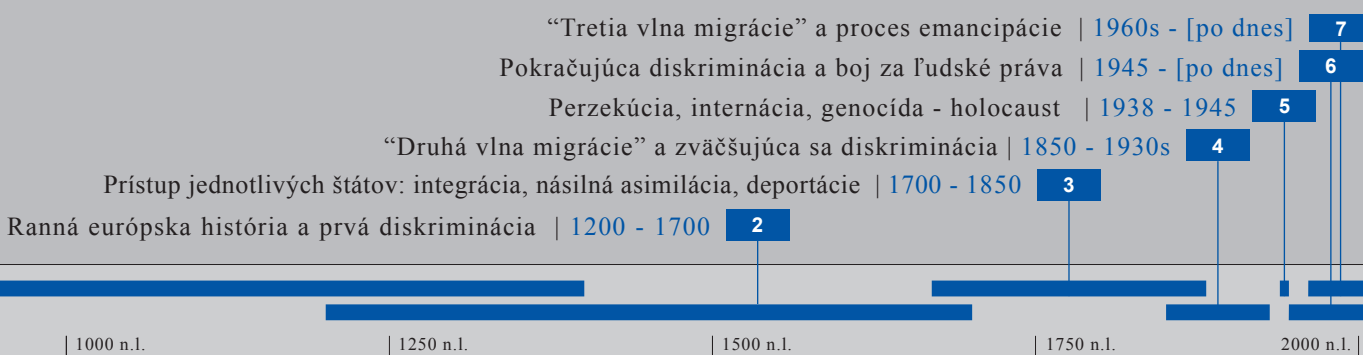 “Tretia vlna migrácie” a proces emancipácie | 1960s - [po dnes] 7
Pokračujúca diskriminácia a boj za ľudské práva | 1945 - [po dnes] 6
Perzekúcia, internácia, genocída - holocaust | 1938 - 1945 5
“Druhá vlna migrácie” a zväčšujúca sa diskriminácia | 1850 - 1930s 4
Prístup jednotlivých štátov: integrácia, násilná asimilácia, deportácie | 1700 - 1850 3
Ranná európska história a prvá diskriminácia | 1200 - 1700 2
| 1000 n.l. | 1250 n.l. | 1500 n.l. | 1750 n.l. 2000 n.l. |